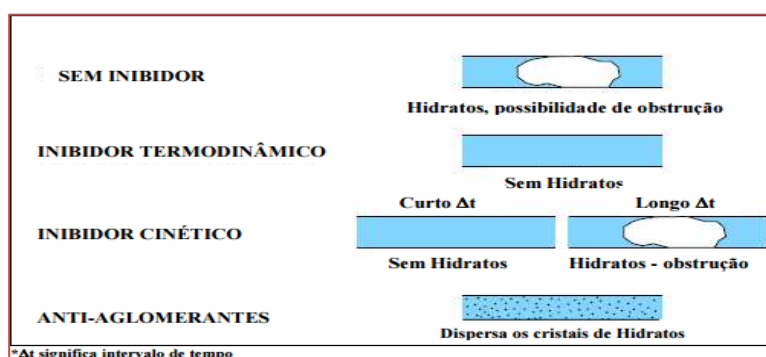 SEM INIBIDOR
Hidratos, possibilidade de obstrução
INIBIDOR TERMODINÂMICO
Sem Hidratos
Curto Δt Longo Δt
INIBIDOR CINÉTICO
Sem Hidratos Hidratos - obstrução
ANTI-AGLOMERANTES
Dispersa os cristais de Hidratos
*Δt significa intervalo de tempo